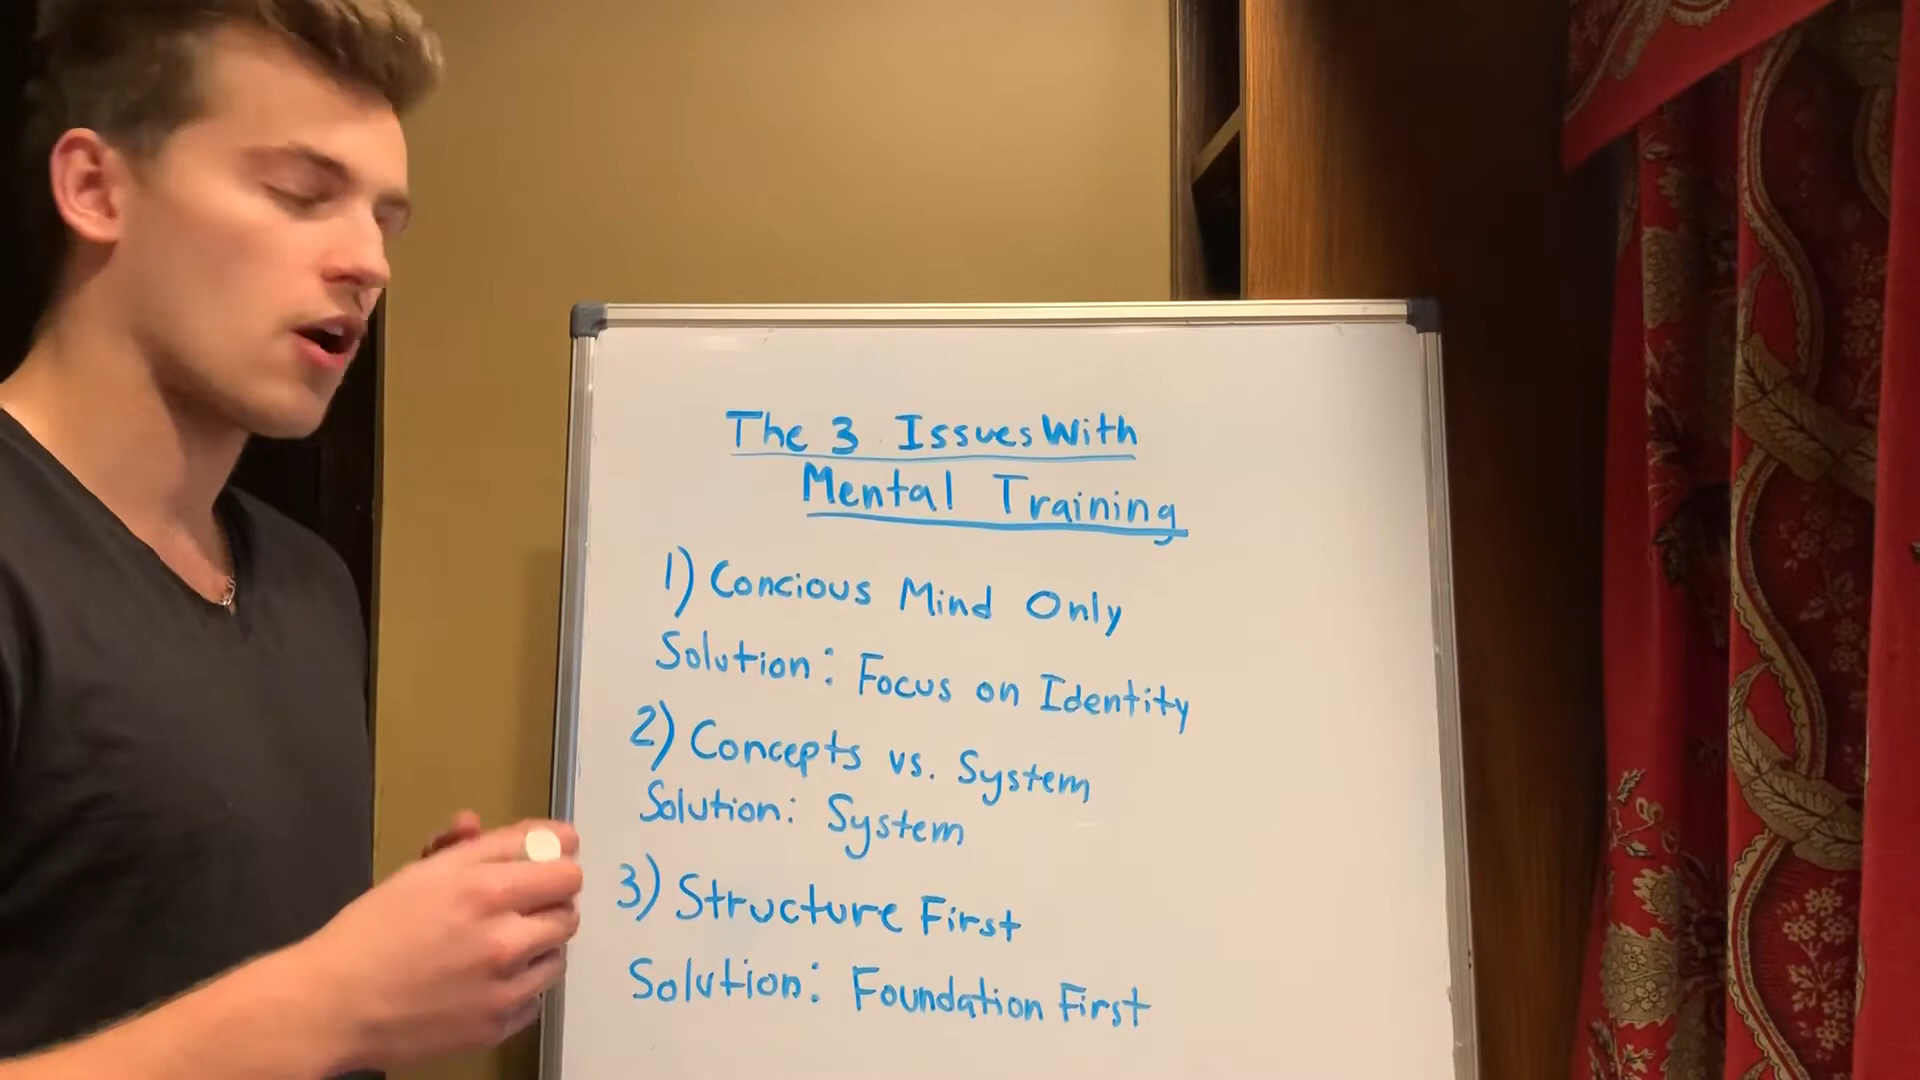 The 3 Issues With
Mental Training
1) Concious Mind Only
Solution: Focus on Identity
2) Concepts vs. System
Solution: System
3) Structure First
Solution: Foundation First